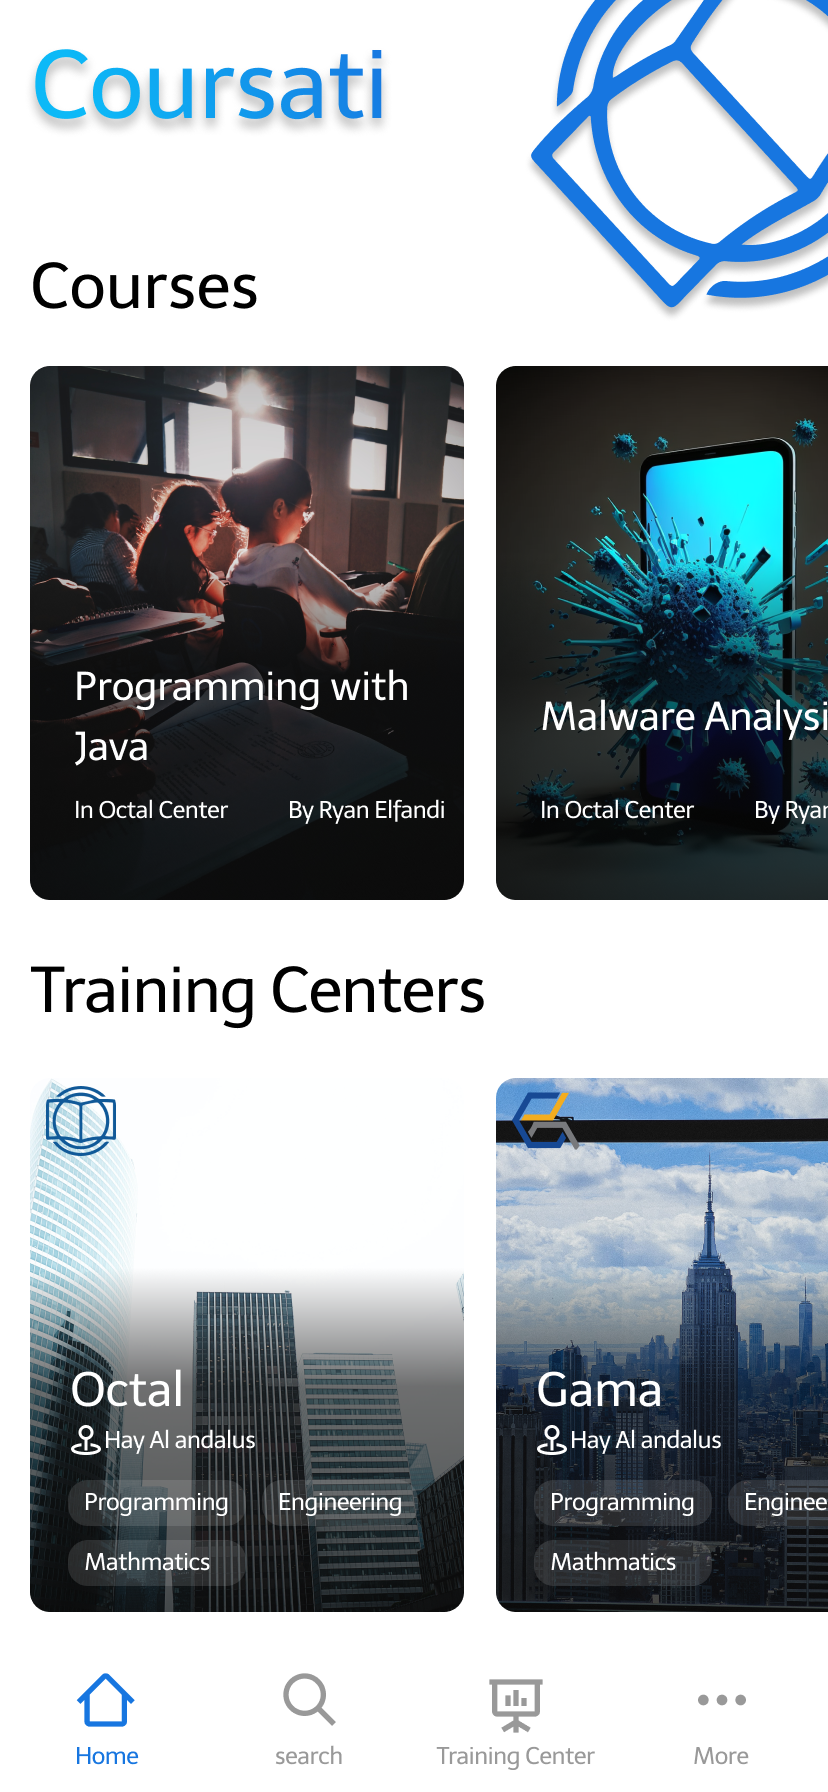 Coursati
Courses
Programming with
Java
In Octal Center By Ryan Elfandi
Malware Analysi
In Octal Center By Ryan
Training Centers
Octal
Hay Al andalus
Programming Engineering
Mathmatics
Gama
Hay Al andalus
Programming Enginee
Mathmatics
Home search Training Center More